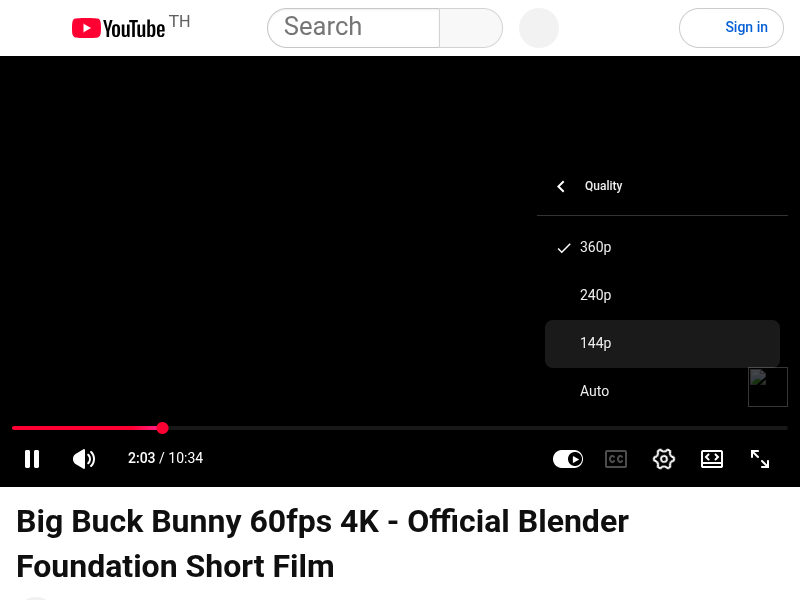 YouTube TH
Search
Sign in
Quality
360p
240p
144p
Auto
2:03 / 10:34
CC
Big Buck Bunny 60fps 4K - Official Blender
Foundation Short Film